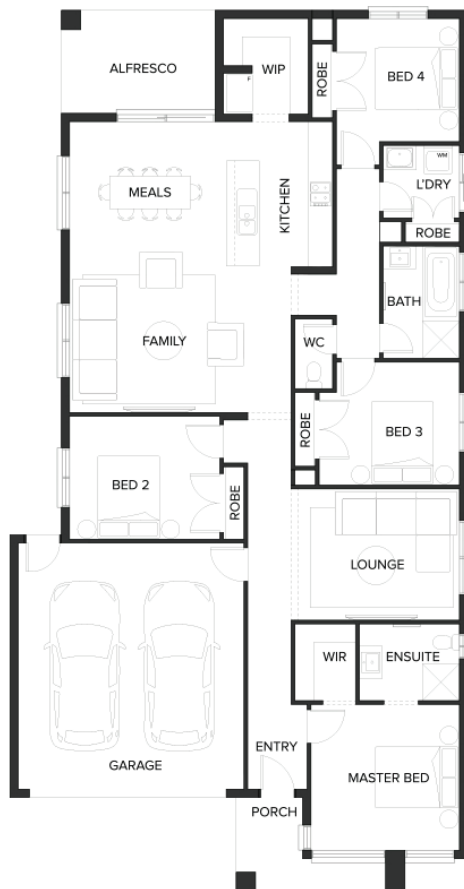 ALFRESCO
WIP
F
ROBE
BED 4
MEALS
KITCHEN
WM
L'DRY
ROBE
BATH
FAMILY
WC
ROBE
BED 3
BED 2
ROBE
LOUNGE
WIR
ENSUITE
ENTRY
GARAGE
MASTER BED
PORCH